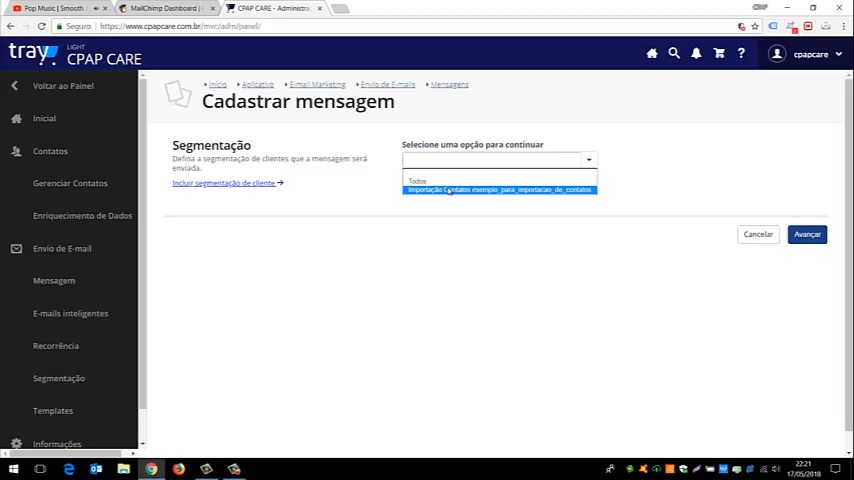 Pop Music | Smooth
MailChimp Dashboard |
CPAP CARE - Administra
CPAP
Seguro
https://www.cpapcare.com.br/mvc/adm/panel/
tray
LIGHT
CPAP CARE
?
cpapcare
Voltar ao Painel
Inicial
Contatos
Gerenciar Contatos
Enriquecimento de Dados
Envio de E-mail
Mensagem
E-mails inteligentes
Recorrência
Segmentação
Templates
Informações
Início Aplicativo E-mail Marketing Envio de E-mails Mensagens
Cadastrar mensagem
Segmentação
Defina a segmentação de clientes que a mensagem será
enviada.
Incluir segmentação de cliente
Selecione uma opção para continuar
Todos
Importação Contatos exemplo_para_importacao_de_contatos
Cancelar
Avançar
22:21
17/05/2018